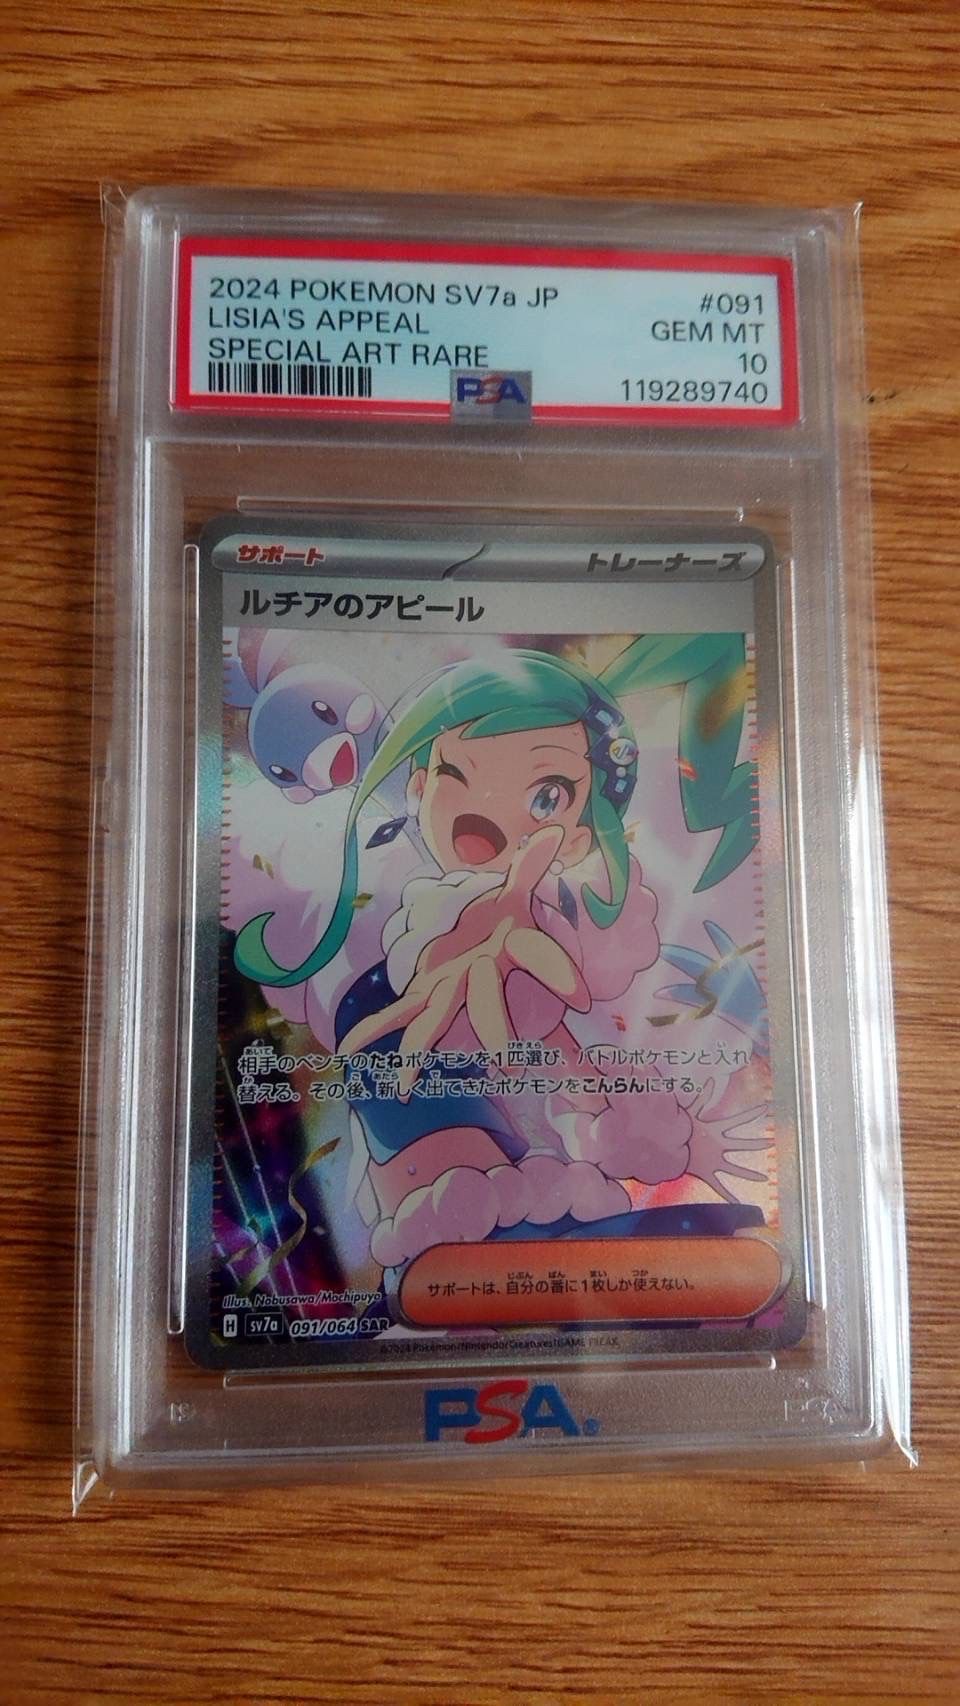 2024 POKEMON SV7a JP #091
LISIA'S APPEAL GEM MT
SPECIAL ART RARE 10
PSA 119289740
サポート トレーナーズ
ルチアのアピール
相手のベンチのたねポケモンを1匹選び、バトルポケモンと入れ
替える。その後、新しく出てきたポケモンをこんらんにする。
サポートは、自分の番に1枚しか使えない。
Illus. Nobusawa/Mochipuyo
H sv7a 091/064 SAR
©2024 Pokémon/Nintendo/Creatures/GAME FREAK.
PSA®